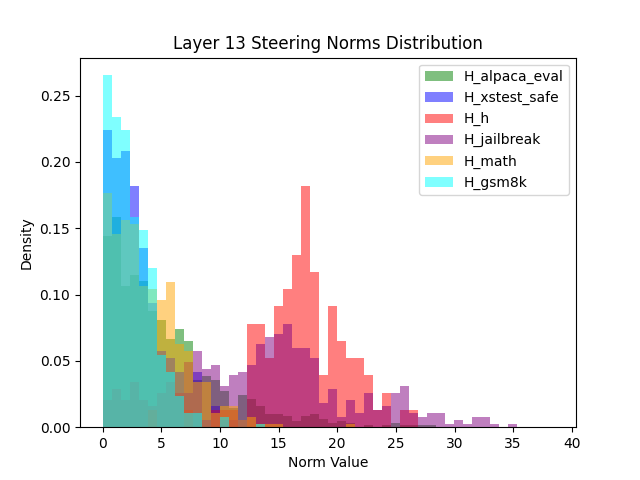 Layer 13 Steering Norms Distribution
H_alpaca_eval
H_xstest_safe
H_h
H_jailbreak
H_math
H_gsm8k
Density
0.25
0.20
0.15
0.10
0.05
0.00
0 5 10 15 20 25 30 35 40
Norm Value